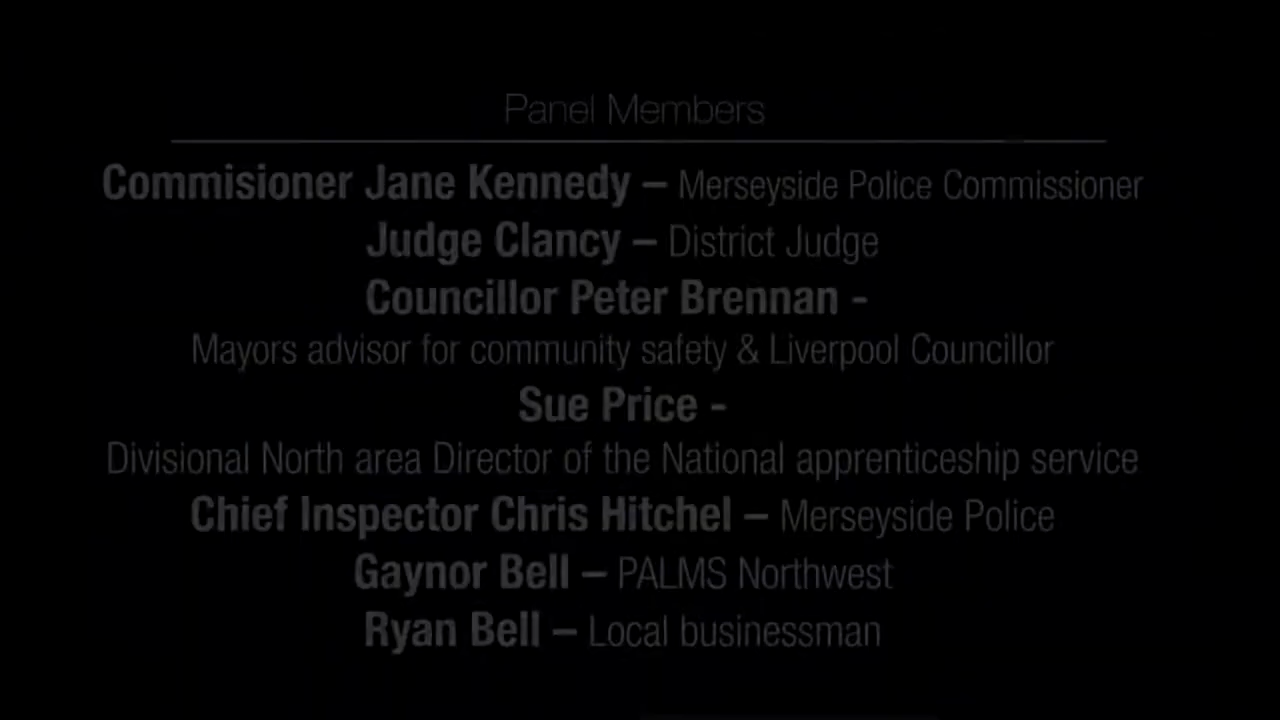 Panel Members
Commisioner Jane Kennedy – Merseyside Police Commissioner
Judge Clancy – District Judge
Councillor Peter Brennan -
Mayors advisor for community safety & Liverpool Councillor
Sue Price -
Divisional North area Director of the National apprenticeship service
Chief Inspector Chris Hitchel – Merseyside Police
Gaynor Bell – PALMS Northwest
Ryan Bell – Local businessman